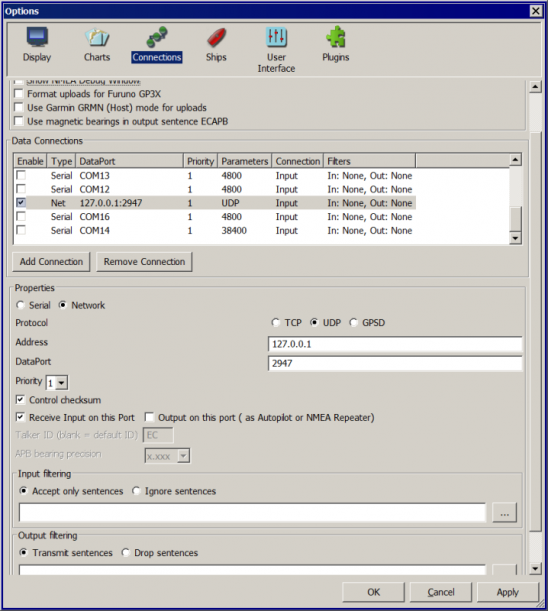 Options
Display Charts Connections Ships User Interface Plugins
Show NMEA Debug Window
Format uploads for Furuno GP3X
Use Garmin GRMN (Host) mode for uploads
Use magnetic bearings in output sentence ECAPB
Data Connections
Enable Type DataPort Priority Parameters Connection Filters
Serial COM13 1 4800 Input In: None, Out: None
Serial COM12 1 4800 Input In: None, Out: None
Net 127.0.0.1:2947 1 UDP Input In: None, Out: None
Serial COM16 1 4800 Input In: None, Out: None
Serial COM14 1 38400 Input In: None, Out: None
Add Connection Remove Connection
Properties
Serial Network
Protocol TCP UDP GPSD
Address 127.0.0.1
DataPort 2947
Priority 1
Control checksum
Receive Input on this Port Output on this port ( as Autopilot or NMEA Repeater)
Talker ID (blank = default ID) EC
APB bearing precision x.xxx
Input filtering
Accept only sentences Ignore sentences
...
Output filtering
Transmit sentences Drop sentences
OK Cancel Apply